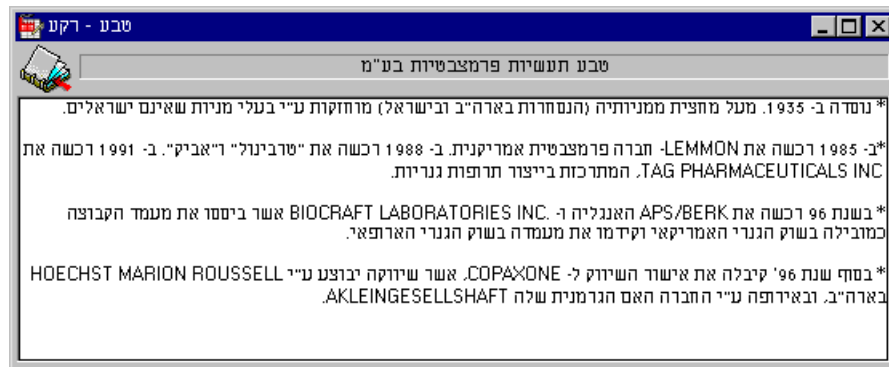 טבע - רקע
טבע תעשיות פרמצבטיות בע"מ
* נוסדה ב- 1935. מעל מחצית ממניותיה (הנסחרות בארה"ב ובישראל) מוחזקות ע"י בעלי מניות שאינם ישראלים.
*ב- 1985 רכשה את LEMMON- חברה פרמצבטית אמריקנית. ב- 1988 רכשה את "טרבינול" ו"אביק". ב- 1991 רכשה את
TAG PHARMACEUTICALS INC, המתרכזת בייצור תרופות גנריות.
* בשנת 96 רכשה את APS/BERK האנגליה ו- BIOCRAFT LABORATORIES INC. אשר ביססו את מעמד הקבוצה
כמובילה בשוק הגנרי האמריקאי וקידמו את מעמדה בשוק הגנרי הארופאי.
* בסוף שנת 96' קיבלה את אישור השיווק ל- COPAXONE, אשר שיווקה יבוצע ע"י HOECHST MARION ROUSSELL
בארה"ב, ובאירופה ע"י החברה האם הגרמנית שלה AKLEINGESELLSHAFT.